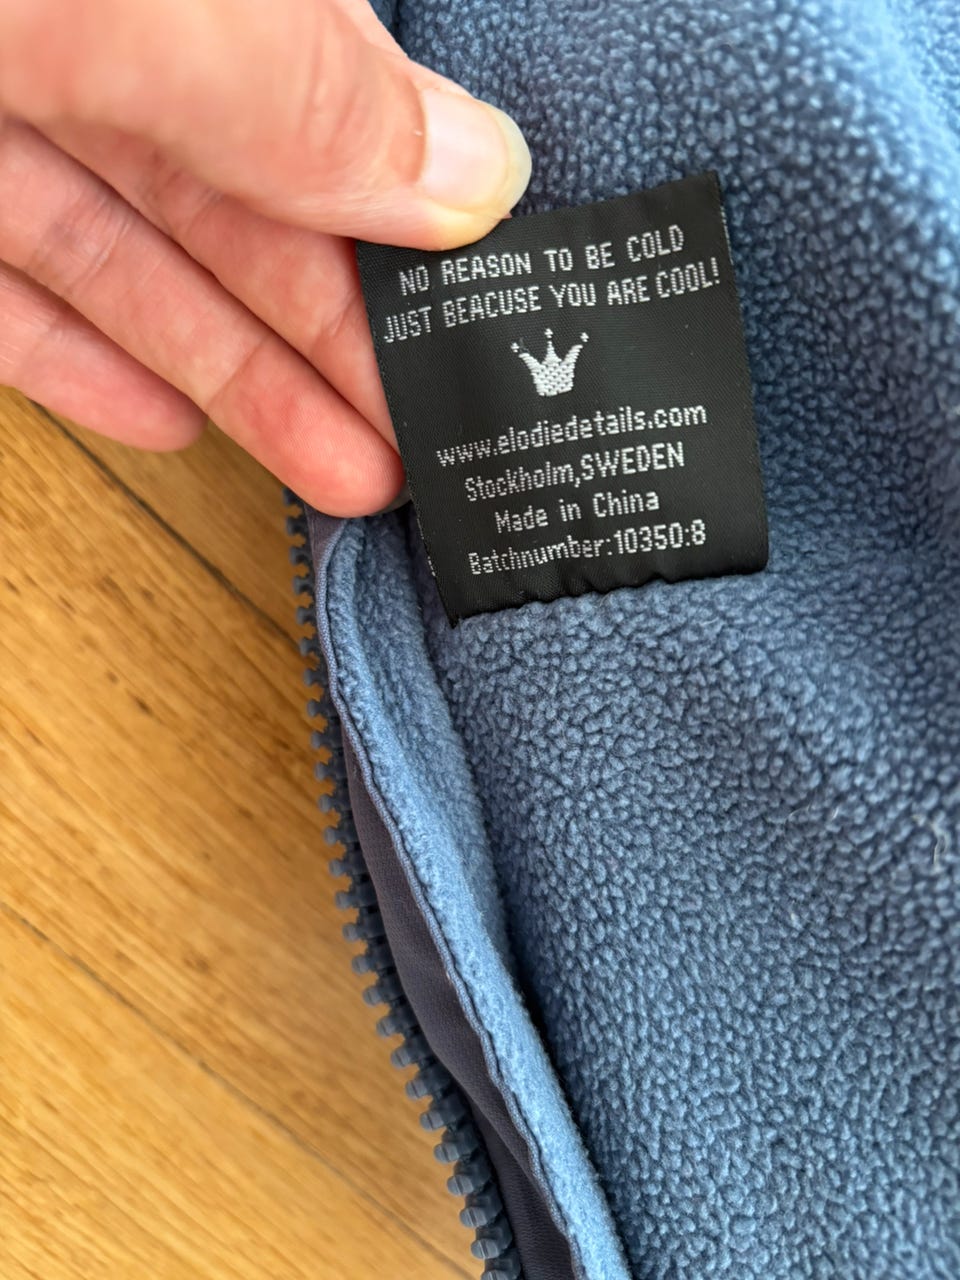 NO REASON TO BE COLD
JUST BEACUSE YOU ARE COOL!
www.elodiedetails.com
Stockholm,SWEDEN
Made in China
Batchnumber:10350:8